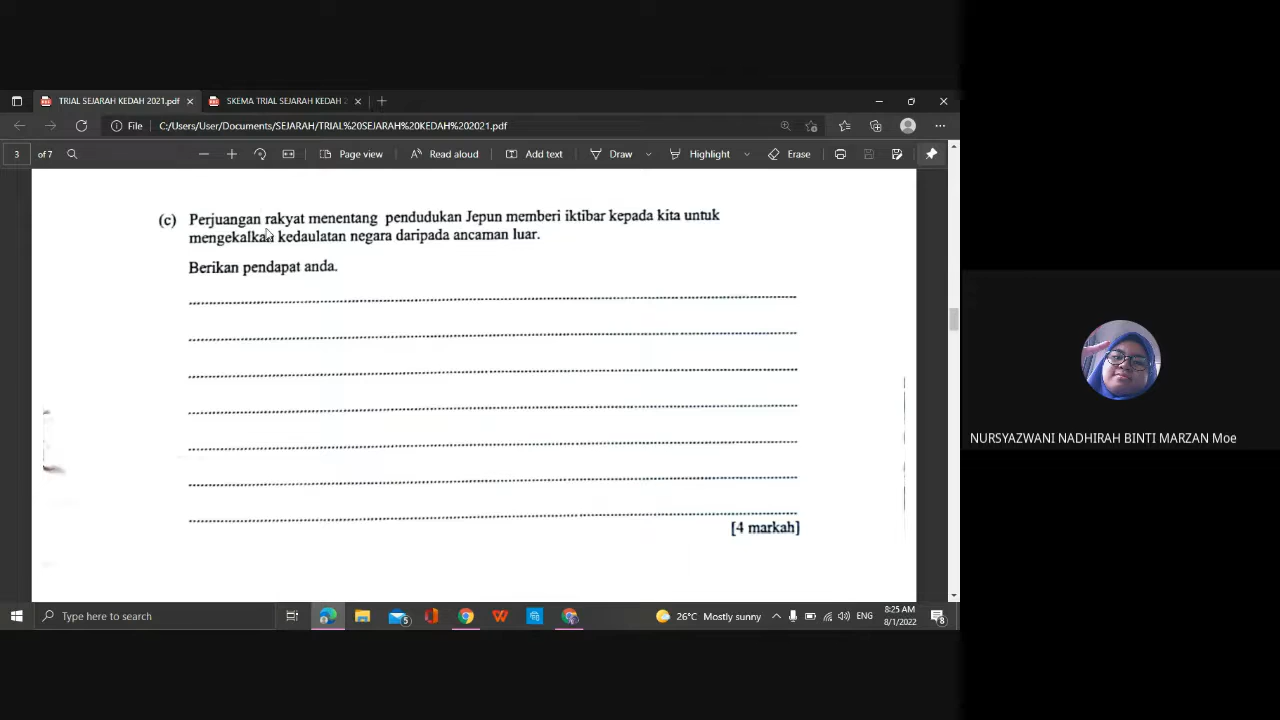 TRIAL SEJARAH KEDAH 2021.pdf
SKEMA TRIAL SEJARAH KEDAH 2
File
C:/Users/User/Documents/SEJARAH/TRIAL%20SEJARAH%20KEDAH%202021.pdf
3 of 7
Page view
Read aloud
Add text
Draw
Highlight
Erase
(c) Perjuangan rakyat menentang pendudukan Jepun memberi iktibar kepada kita untuk
mengekalkan kedaulatan negara daripada ancaman luar.
Berikan pendapat anda.
[4 markah]
NURSYAZWANI NADHIRAH BINTI MARZAN Moe
Type here to search
5
26°C Mostly sunny
ENG
8:25 AM
8/1/2022
8